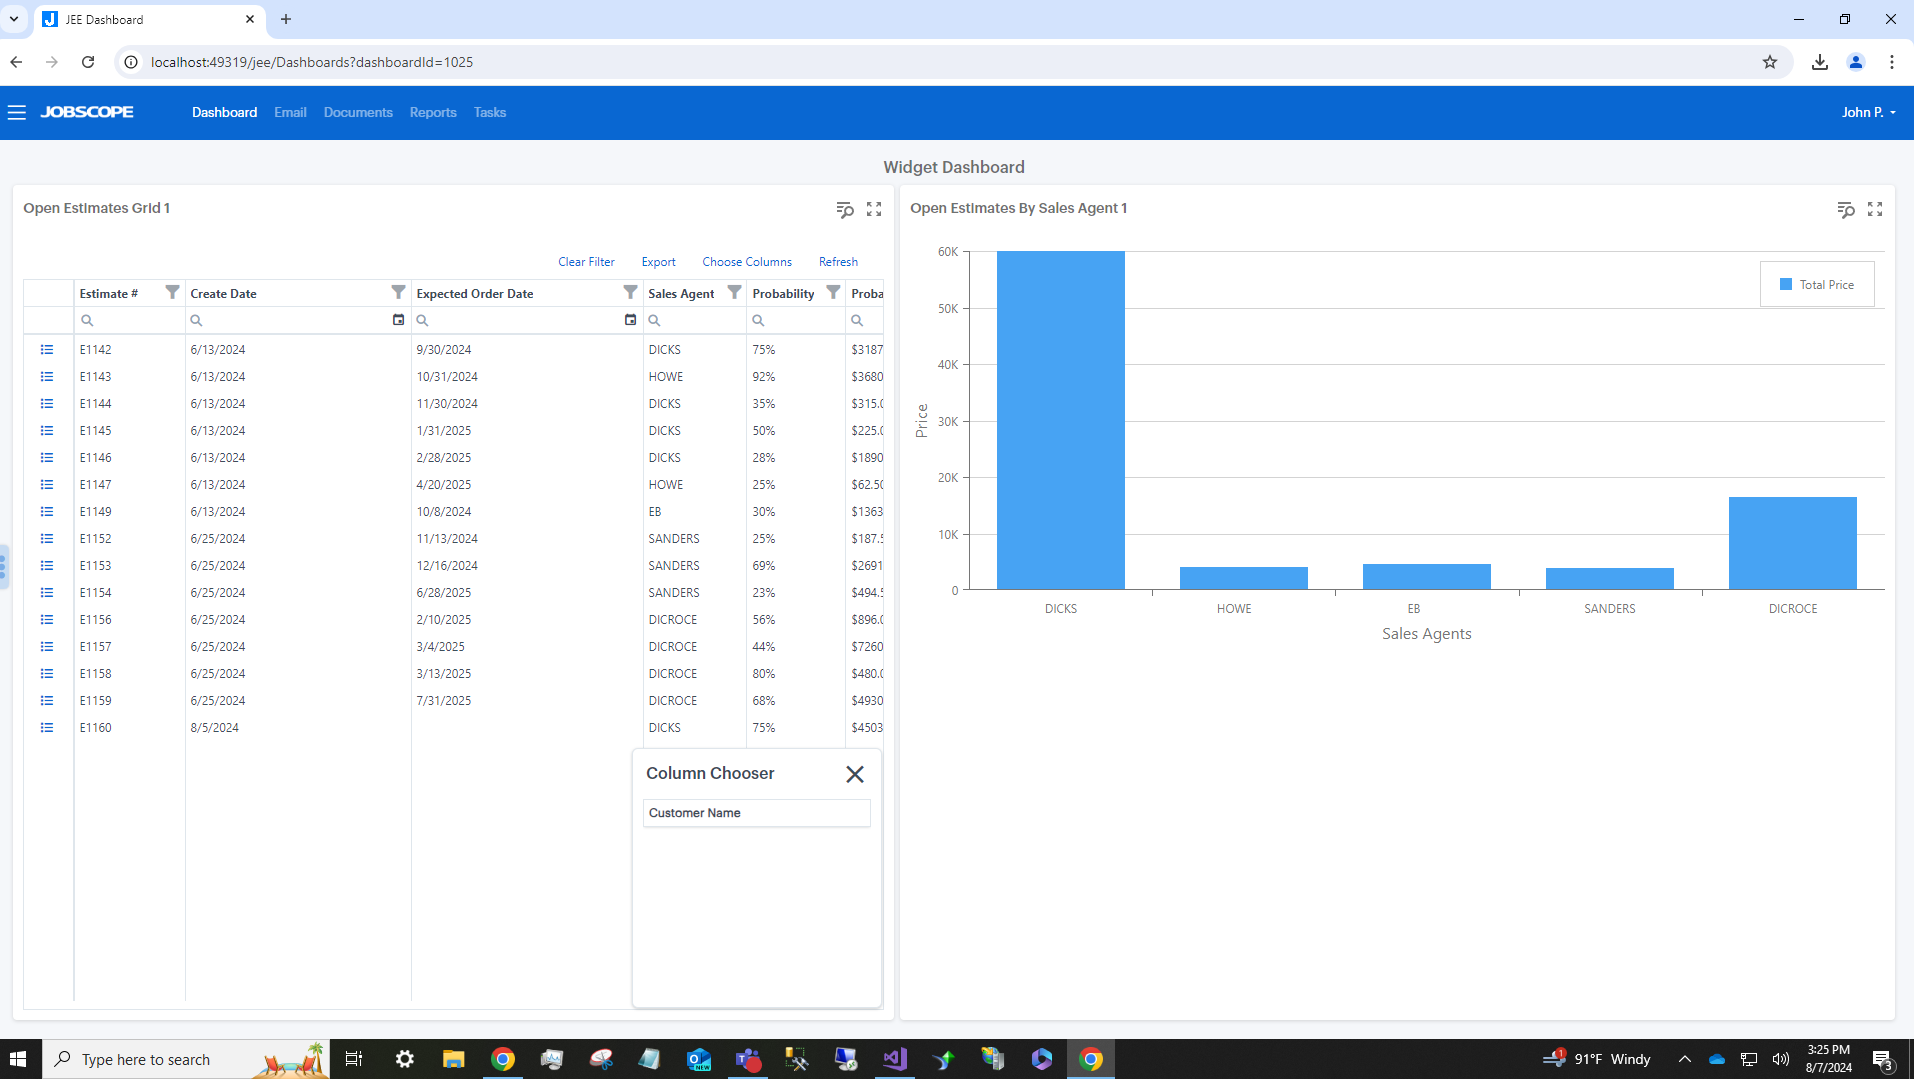 JEE Dashboard
localhost:49319/jee/Dashboards?dashboardId=1025
JOBSCOPE Dashboard Email Documents Reports Tasks John P.
Widget Dashboard
Open Estimates Grid 1
Clear Filter Export Choose Columns Refresh
Estimate # Create Date Expected Order Date Sales Agent Probability Proba
E1142 6/13/2024 9/30/2024 DICKS 75% $3187
E1143 6/13/2024 10/31/2024 HOWE 92% $3680
E1144 6/13/2024 11/30/2024 DICKS 35% $315.0
E1145 6/13/2024 1/31/2025 DICKS 50% $225.0
E1146 6/13/2024 2/28/2025 DICKS 28% $1890
E1147 6/13/2024 4/20/2025 HOWE 25% $62.50
E1149 6/13/2024 10/8/2024 EB 30% $1363
E1152 6/25/2024 11/13/2024 SANDERS 25% $187.5
E1153 6/25/2024 12/16/2024 SANDERS 69% $2691
E1154 6/25/2024 6/28/2025 SANDERS 23% $494.5
E1156 6/25/2024 2/10/2025 DICROCE 56% $896.0
E1157 6/25/2024 3/4/2025 DICROCE 44% $7260
E1158 6/25/2024 3/13/2025 DICROCE 80% $480.0
E1159 6/25/2024 7/31/2025 DICROCE 68% $4930
E1160 8/5/2024 DICKS 75% $4503
Column Chooser
Customer Name
Open Estimates By Sales Agent 1
60K
50K
40K
30K
20K
10K
0
Price
Total Price
DICKS HOWE EB SANDERS DICROCE
Sales Agents
Type here to search
NEW
1
91°F Windy
3:25 PM
8/7/2024
3